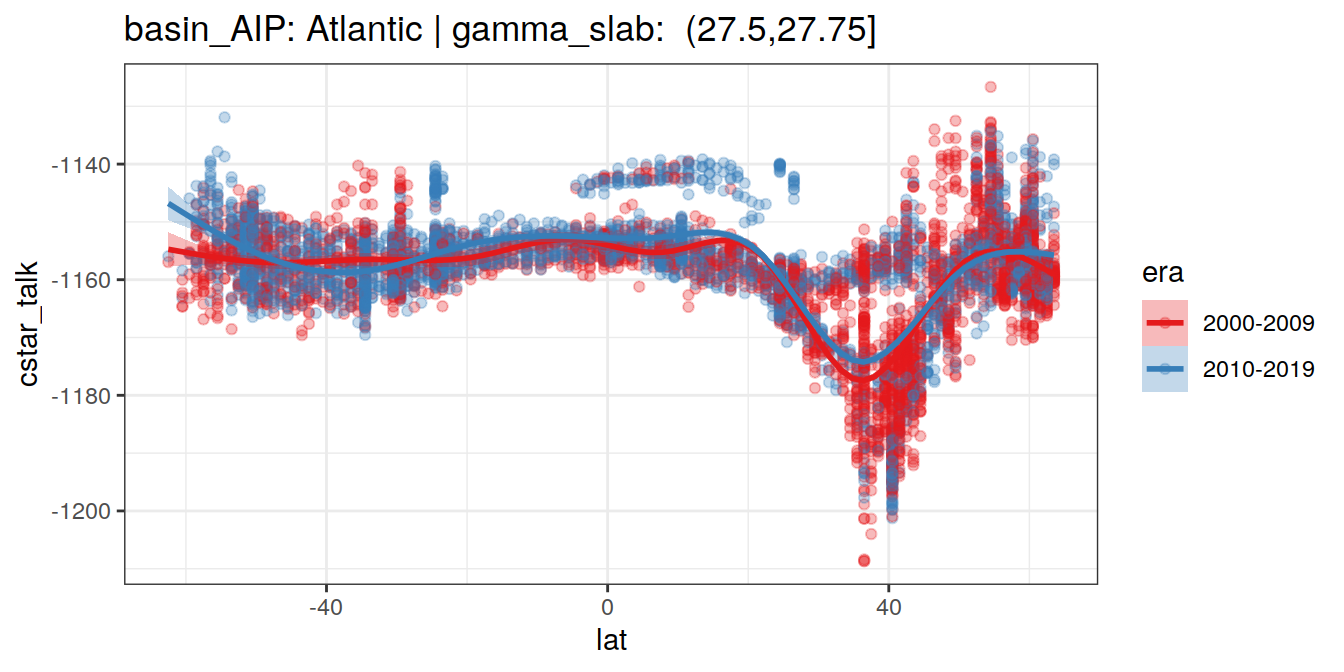 basin_AIP: Atlantic | gamma_slab:  (27.5,27.75]
cstar_talk
-1140
-1160
-1180
-1200
-40
0
40
lat
era
2000-2009
2010-2019